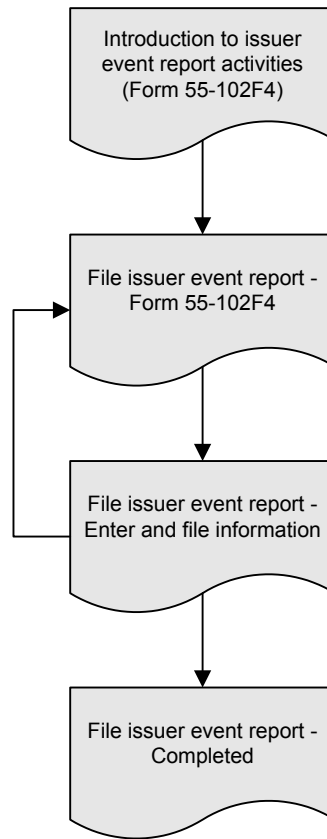 Introduction to issuer
event report activities
(Form 55-102F4)
File issuer event report -
Form 55-102F4
File issuer event report -
Enter and file information
File issuer event report -
Completed